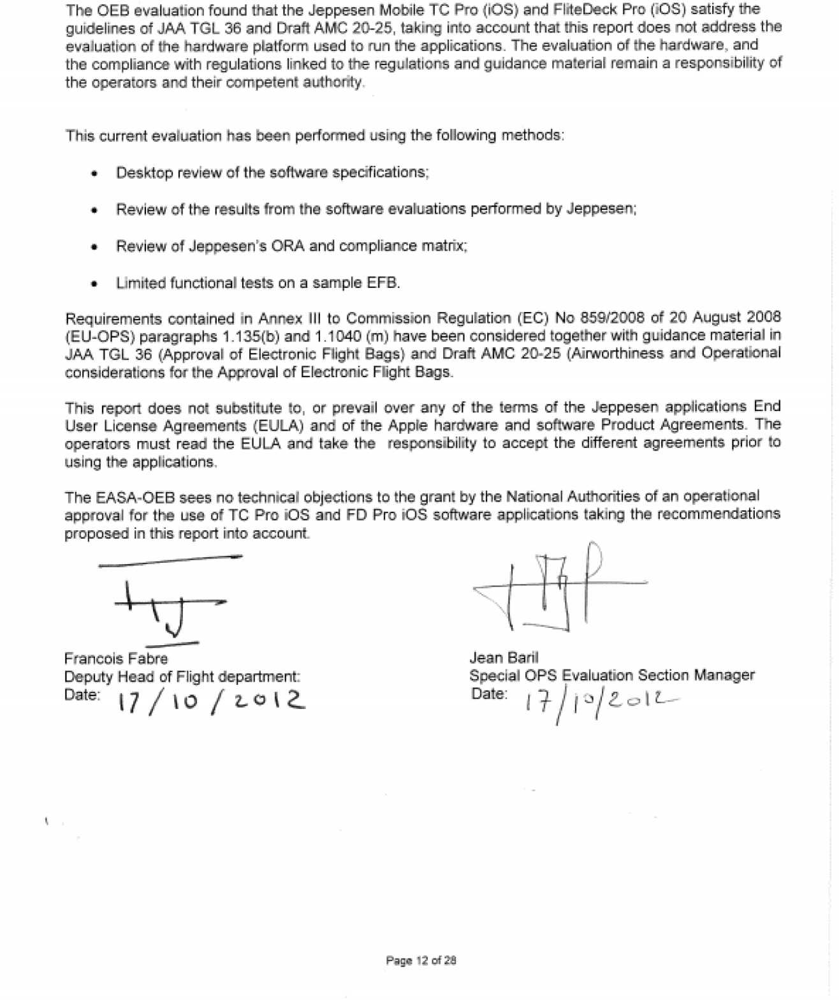 The OEB evaluation found that the Jeppesen Mobile TC Pro (iOS) and FliteDeck Pro (iOS) satisfy the
guidelines of JAA TGL 36 and Draft AMC 20-25, taking into account that this report does not address the
evaluation of the hardware platform used to run the applications. The evaluation of the hardware, and
the compliance with regulations linked to the regulations and guidance material remain a responsibility of
the operators and their competent authority.
This current evaluation has been performed using the following methods:
• Desktop review of the software specifications;
• Review of the results from the software evaluations performed by Jeppesen;
• Review of Jeppesen's ORA and compliance matrix;
• Limited functional tests on a sample EFB.
Requirements contained in Annex III to Commission Regulation (EC) No 859/2008 of 20 August 2008
(EU-OPS) paragraphs 1.135(b) and 1.1040 (m) have been considered together with guidance material in
JAA TGL 36 (Approval of Electronic Flight Bags) and Draft AMC 20-25 (Airworthiness and Operational
considerations for the Approval of Electronic Flight Bags.
This report does not substitute to, or prevail over any of the terms of the Jeppesen applications End
User License Agreements (EULA) and of the Apple hardware and software Product Agreements. The
operators must read the EULA and take the responsibility to accept the different agreements prior to
using the applications.
The EASA-OEB sees no technical objections to the grant by the National Authorities of an operational
approval for the use of TC Pro iOS and FD Pro iOS software applications taking the recommendations
proposed in this report into account.
Francois Fabre
Deputy Head of Flight department:
Date: 17/10/2012
Jean Baril
Special OPS Evaluation Section Manager
Date: 17/10/2012
Page 12 of 28